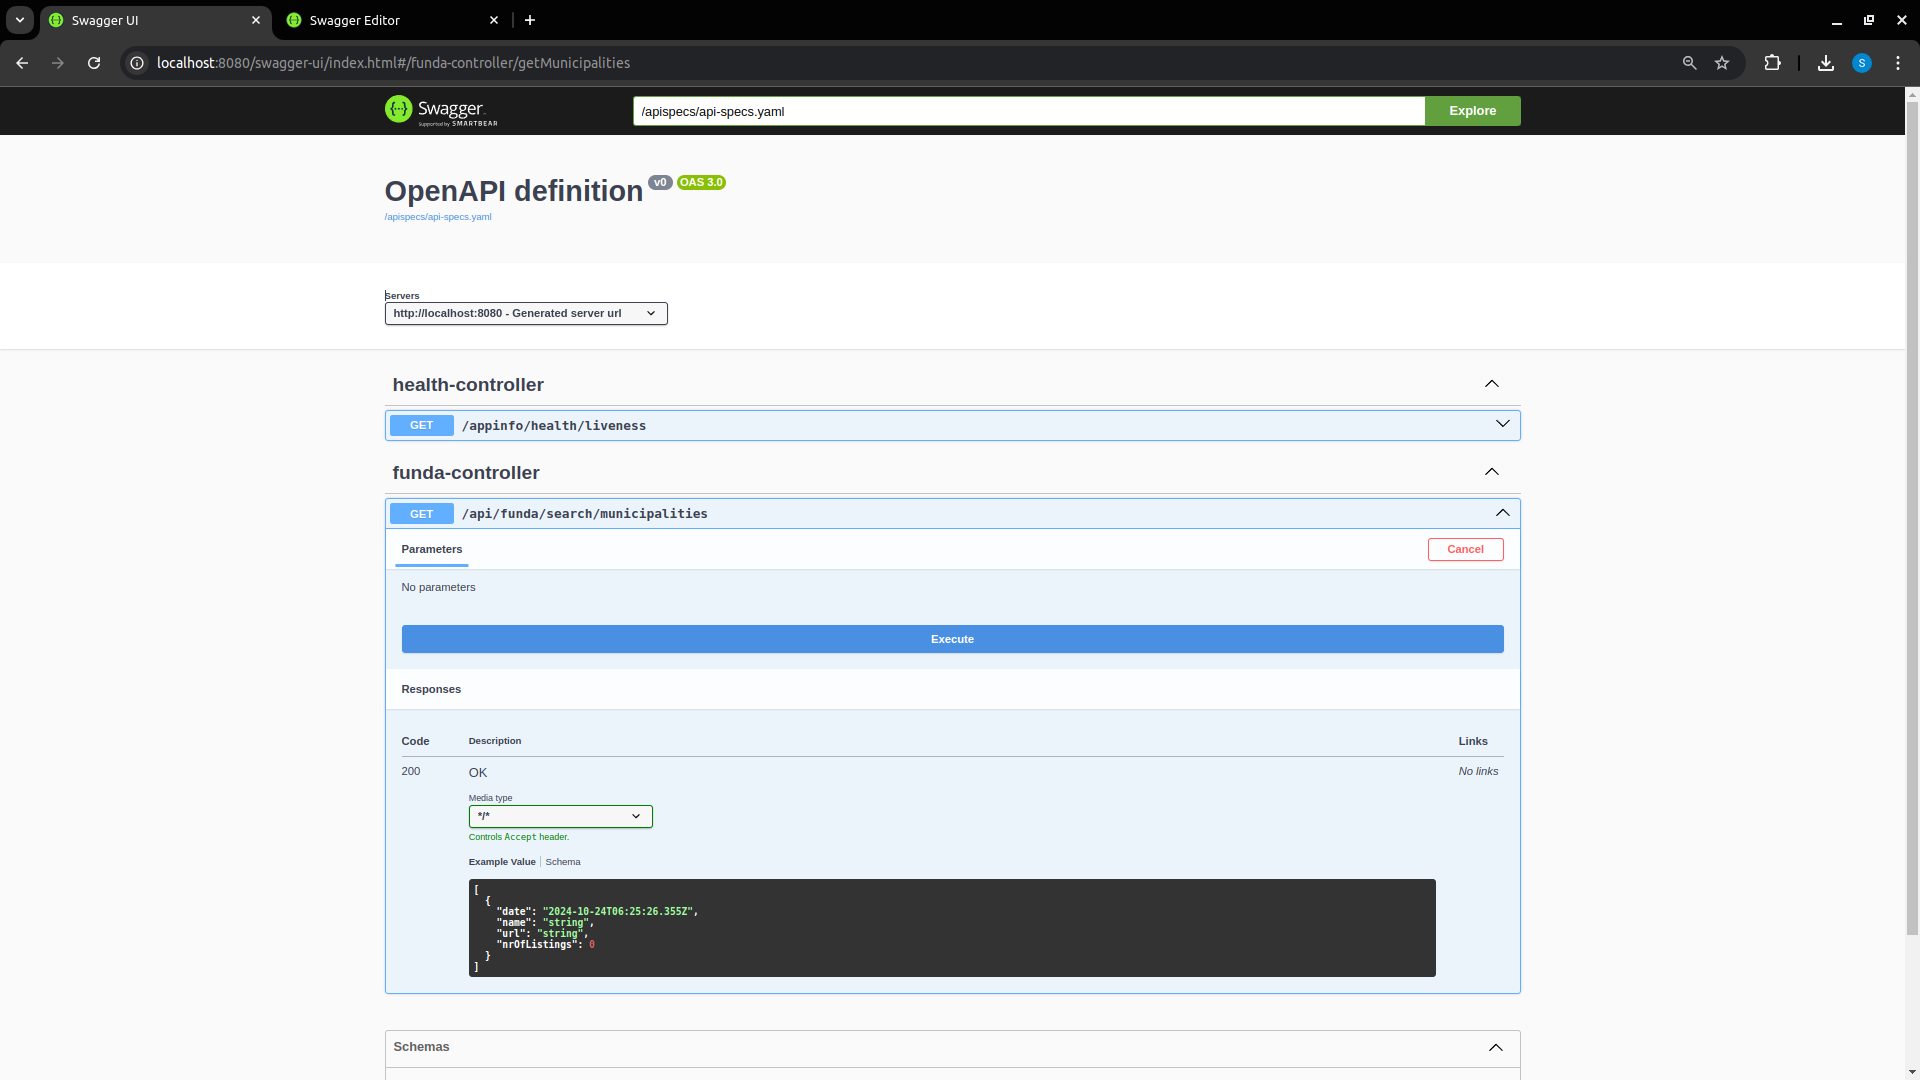 Swagger UI
Swagger Editor
localhost:8080/swagger-ui/index.html#/funda-controller/getMunicipalities
S
Swagger
Supported by SMARTBEAR
/apispecs/api-specs.yaml
Explore
OpenAPI definition v0 OAS 3.0
/apispecs/api-specs.yaml
Servers
http://localhost:8080 - Generated server url
health-controller
GET /appinfo/health/liveness
funda-controller
GET /api/funda/search/municipalities
Parameters
Cancel
No parameters
Execute
Responses
Code Description Links
200 OK No links
Media type
*/*
Controls Accept header.
Example Value Schema
[
{
"date": "2024-10-24T06:25:26.355Z",
"name": "string",
"url": "string",
"nrOfListings": 0
}
]
Schemas